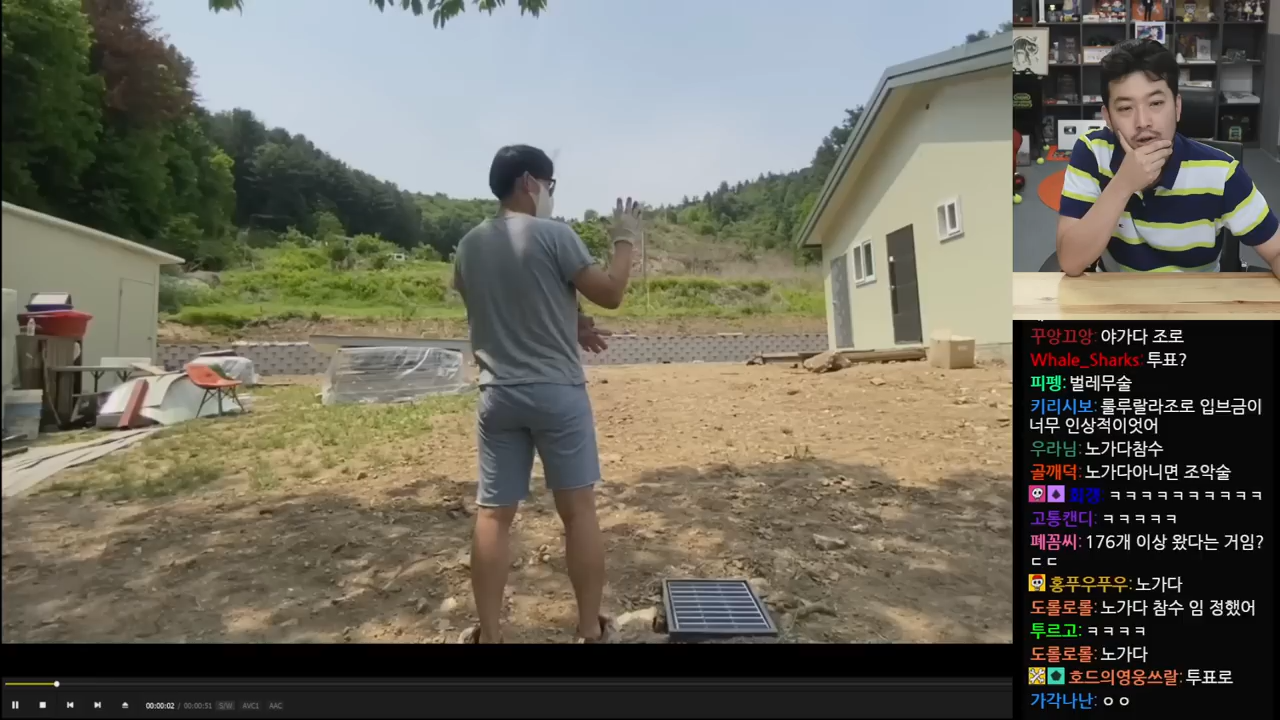 꾸앙끄앙: 야가다 조로
Whale_Sharks: 투표?
피펭: 벌레무술
키리시보: 룰루랄라조로 입브금이
너무 인상적이엇어
우라님: 노가다참수
골깨덕: 노가다아니면 조악술
화갱 ㅋㅋㅋㅋㅋㅋㅋㅋㅋㅋ
고통캔디: ㅋㅋㅋㅋㅋ
폐꼼씨: 176개 이상 왔다는 거임?
ㄷㄷ
홍푸우푸우: 노가다
도롤로롤: 노가다 참수 임 정했어
투르고: ㅋㅋㅋㅋ
도롤로롤: 노가다
호드의영웅쓰랄: 투표로
가각나난: ㅇㅇ
00:00:02 / 00:00:51 S/W AVC1 AAC